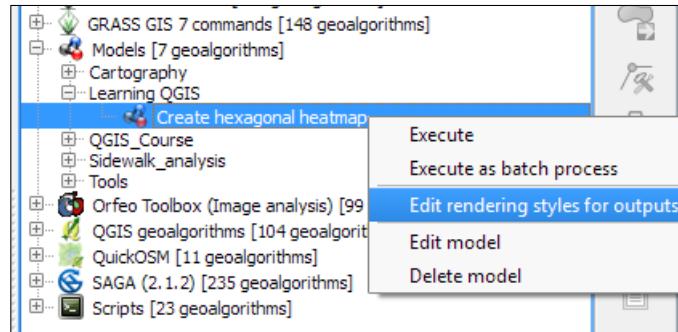 GRASS GIS 7 commands [148 geoalgorithms]
Models [7 geoalgorithms]
Cartography
Learning QGIS
Create hexagonal heatmap
QGIS_Course
Sidewalk_analysis
Tools
Orfeo Toolbox (Image analysis) [99
QGIS geoalgorithms [104 geoalgorit
QuickOSM [11 geoalgorithms]
SAGA (2.1.2) [235 geoalgorithms]
Scripts [23 geoalgorithms]
Execute
Execute as batch process
Edit rendering styles for outputs
Edit model
Delete model